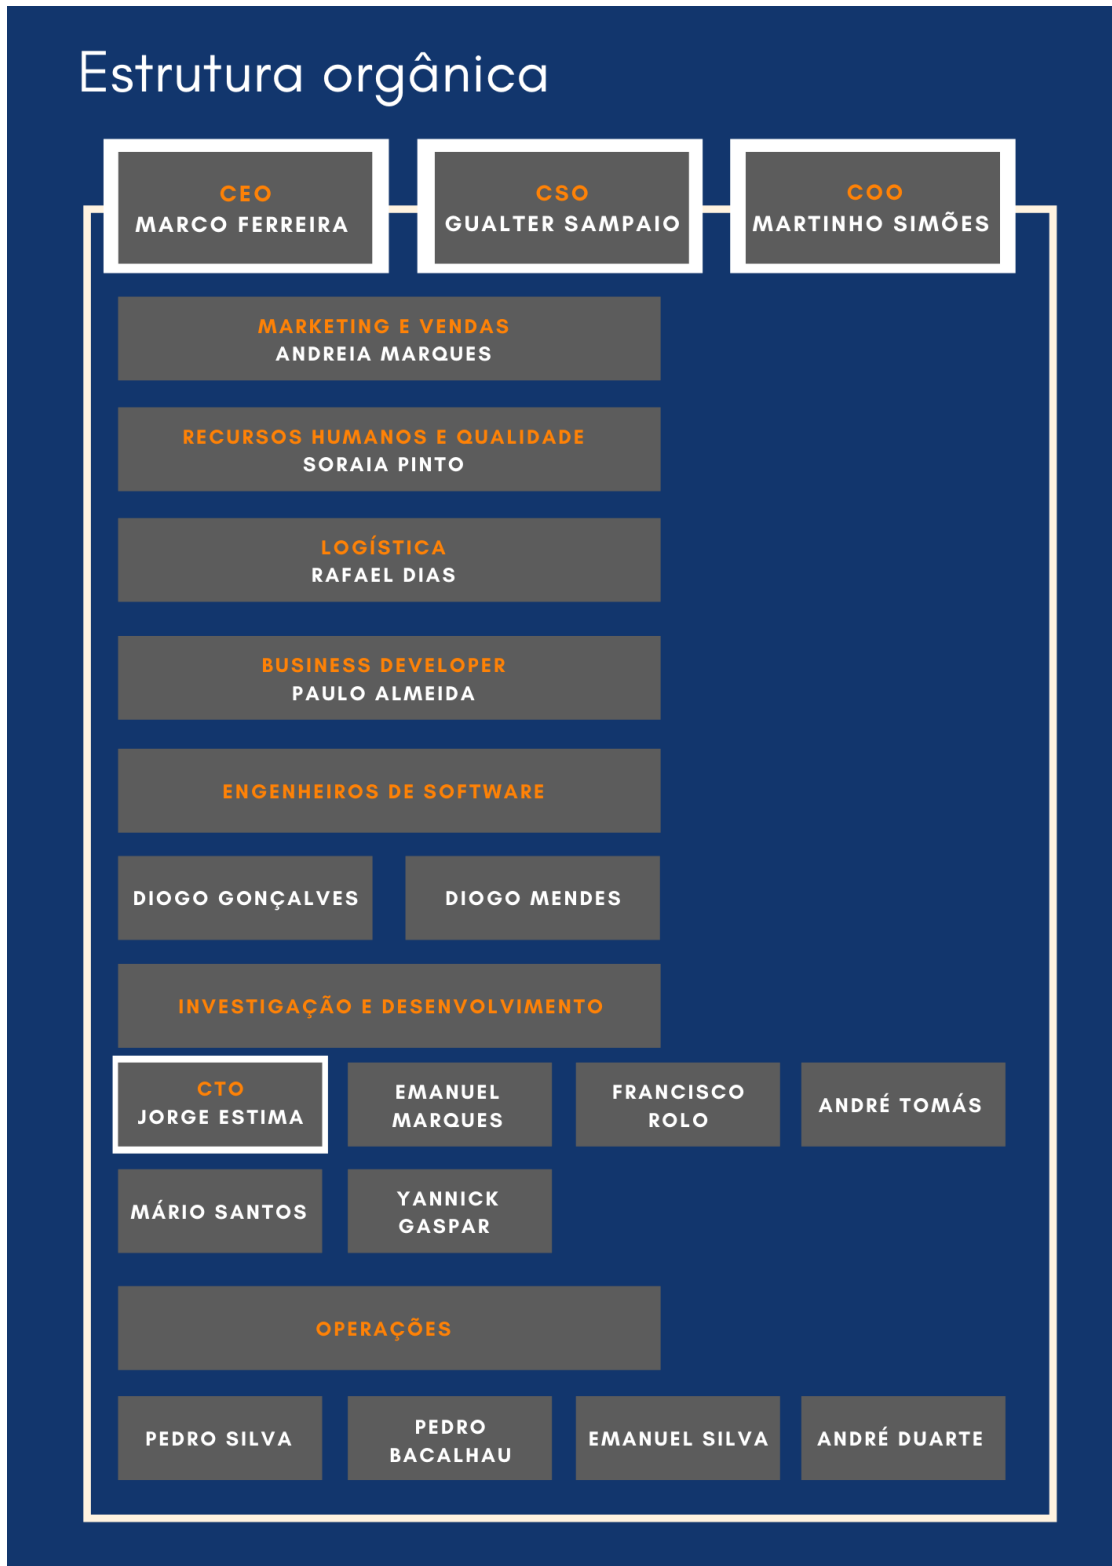 Estrutura orgânica
CEO
MARCO FERREIRA
CSO
GUALTER SAMPAIO
COO
MARTINHO SIMÕES
MARKETING E VENDAS
ANDREIA MARQUES
RECURSOS HUMANOS E QUALIDADE
SORAIA PINTO
LOGÍSTICA
RAFAEL DIAS
BUSINESS DEVELOPER
PAULO ALMEIDA
ENGENHEIROS DE SOFTWARE
DIOGO GONÇALVES
DIOGO MENDES
INVESTIGAÇÃO E DESENVOLVIMENTO
CTO
JORGE ESTIMA
EMANUEL
MARQUES
FRANCISCO
ROLO
ANDRÉ TOMÁS
MÁRIO SANTOS
YANNICK
GASPAR
OPERAÇÕES
PEDRO SILVA
PEDRO
BACALHAU
EMANUEL SILVA
ANDRÉ DUARTE